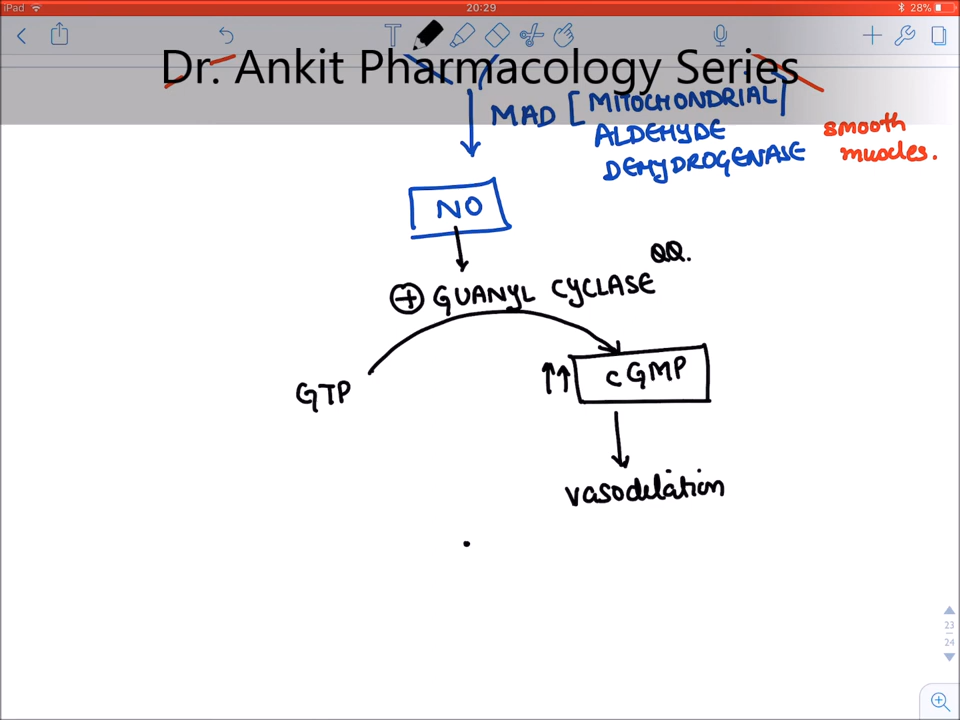 iPad 20:29 28%
Dr. Ankit Pharmacology Series
MAD [MITOCHONDRIAL]
ALDEHYDE
DEHYDROGENASE
smooth
muscles.
NO
QQ.
+ GUANYL CYCLASE
↑↑ cGMP
GTP
vasodelation
23
24